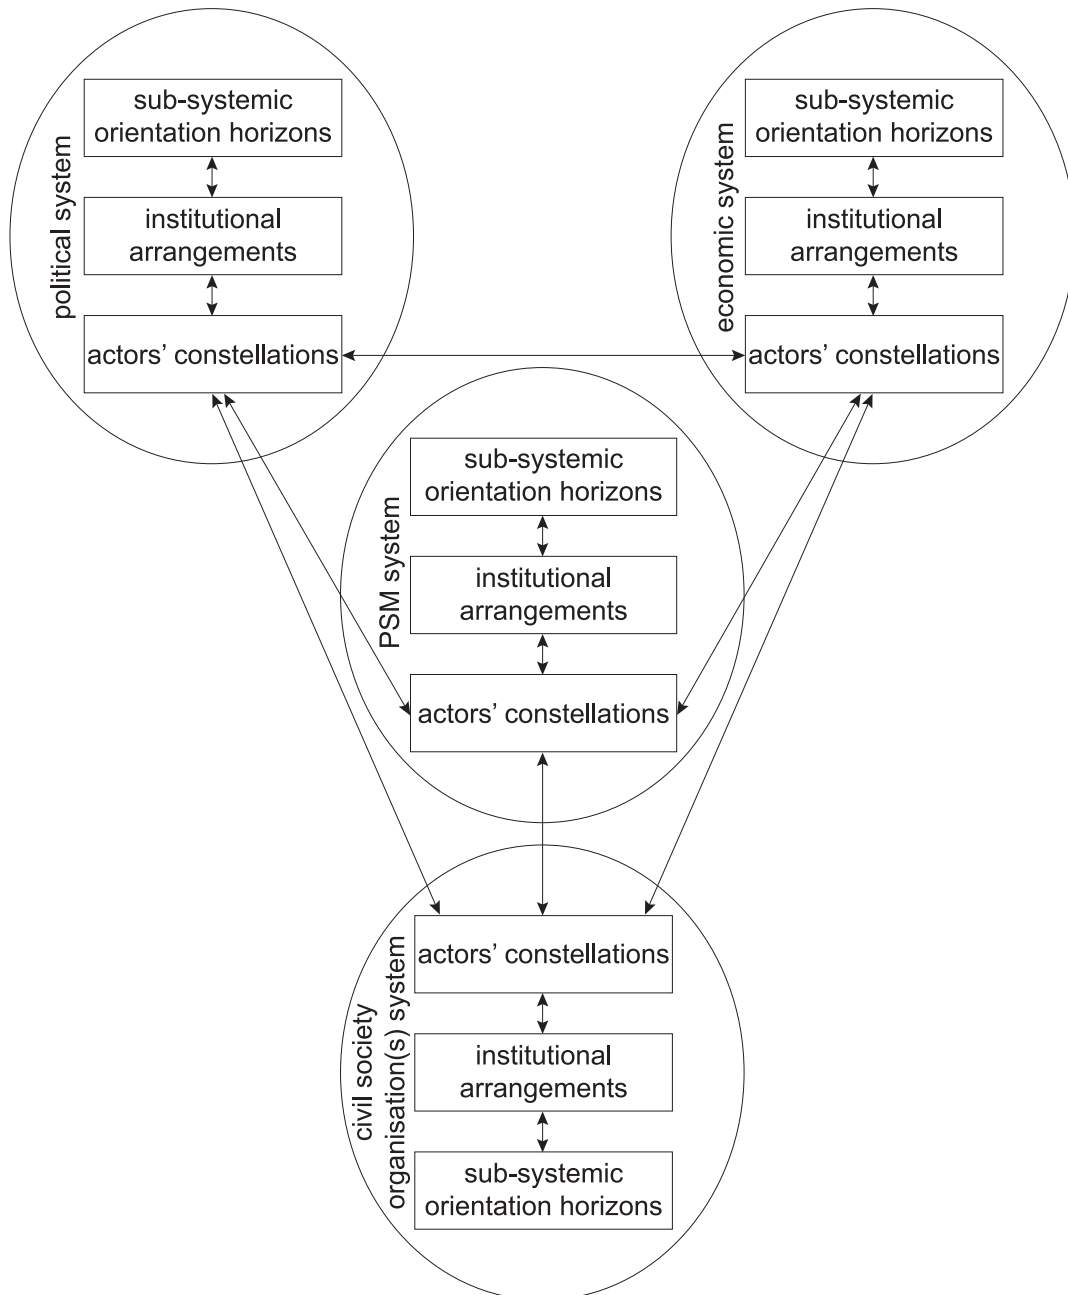 political system
sub-systemic
orientation horizons
institutional
arrangements
actors’ constellations
economic system
sub-systemic
orientation horizons
institutional
arrangements
actors’ constellations
PSM system
sub-systemic
orientation horizons
institutional
arrangements
actors’ constellations
civil society
organisation(s) system
actors’ constellations
institutional
arrangements
sub-systemic
orientation horizons